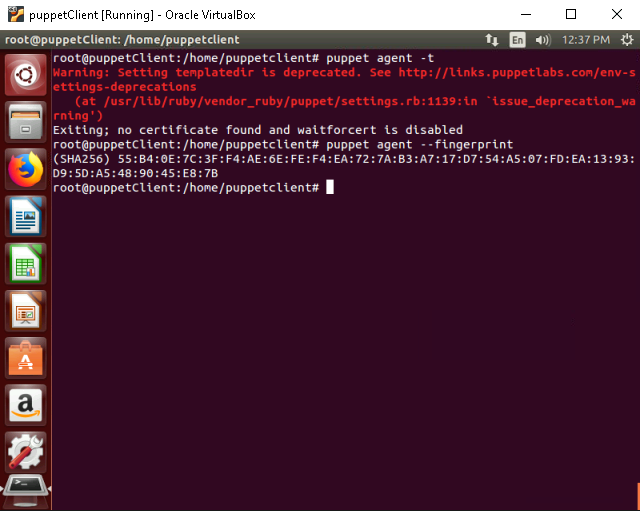 puppetClient [Running] - Oracle VirtualBox
root@puppetClient: /home/puppetclient
En
12:37 PM
root@puppetClient:/home/puppetclient# puppet agent -t
Warning: Setting templatedir is deprecated. See http://links.puppetlabs.com/env-s
ettings-deprecations
(at /usr/lib/ruby/vendor_ruby/puppet/settings.rb:1139:in `issue_deprecation_wa
rning')
Exiting; no certificate found and waitforcert is disabled
root@puppetClient:/home/puppetclient# puppet agent --fingerprint
(SHA256) 55:B4:0E:7C:3F:F4:AE:6E:FE:F4:EA:72:7A:B3:A7:17:D7:54:A5:07:FD:EA:13:93:
D9:5D:A5:48:90:45:E8:7B
root@puppetClient:/home/puppetclient#